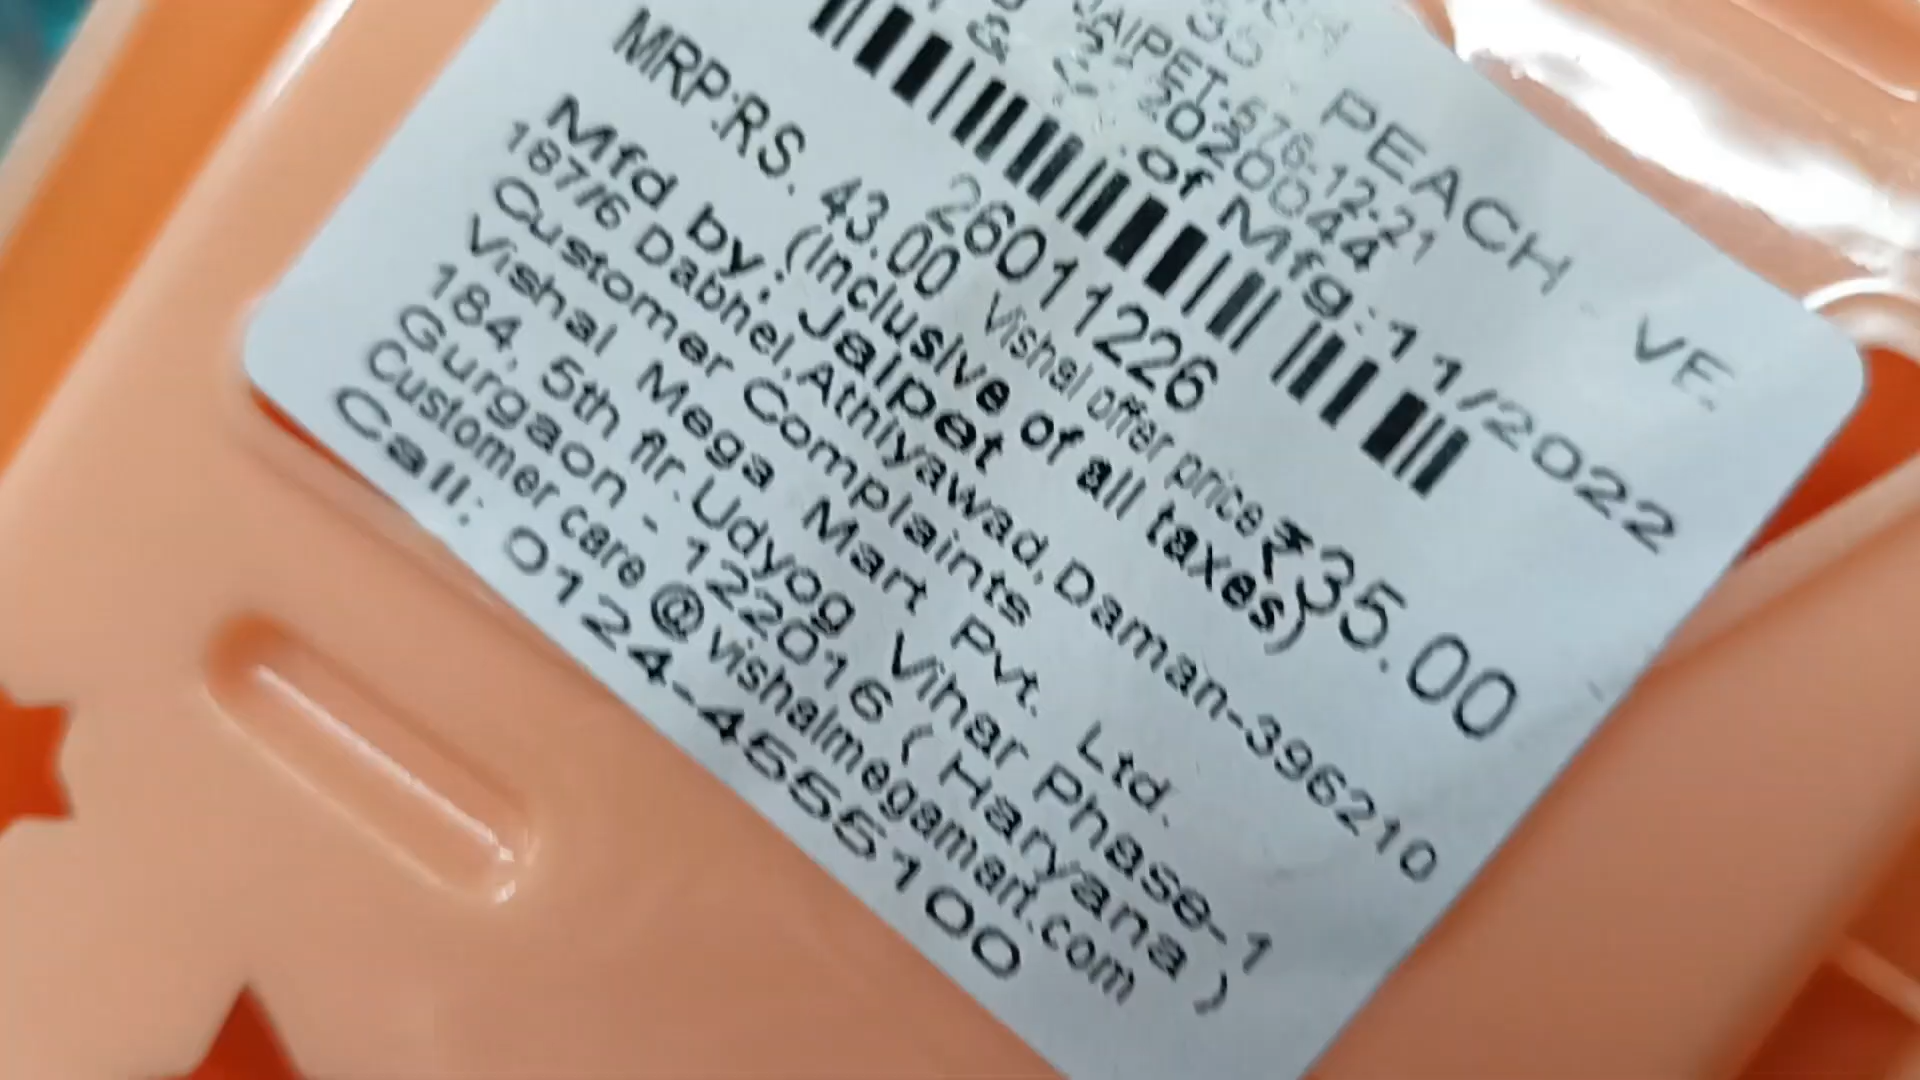 PEACH - VE.
JAIPET-576-12-21
& 2020044
of Mfg:11/2022
26011226
MRP:RS. 43.00 Vishal offer price ₹35.00
(Inclusive of all taxes)
Mfd by: Jaipet
187/6 Dabhel,Athiyawad,Daman-396210
Customer Complaints
Vishal Mega Mart Pvt. Ltd.
184, 5th flr.Udyog Vihar Phase-1
Gurgaon - 122016 ( Haryana )
Customer care @vishalmegamart.com
Call: 0124-4555100